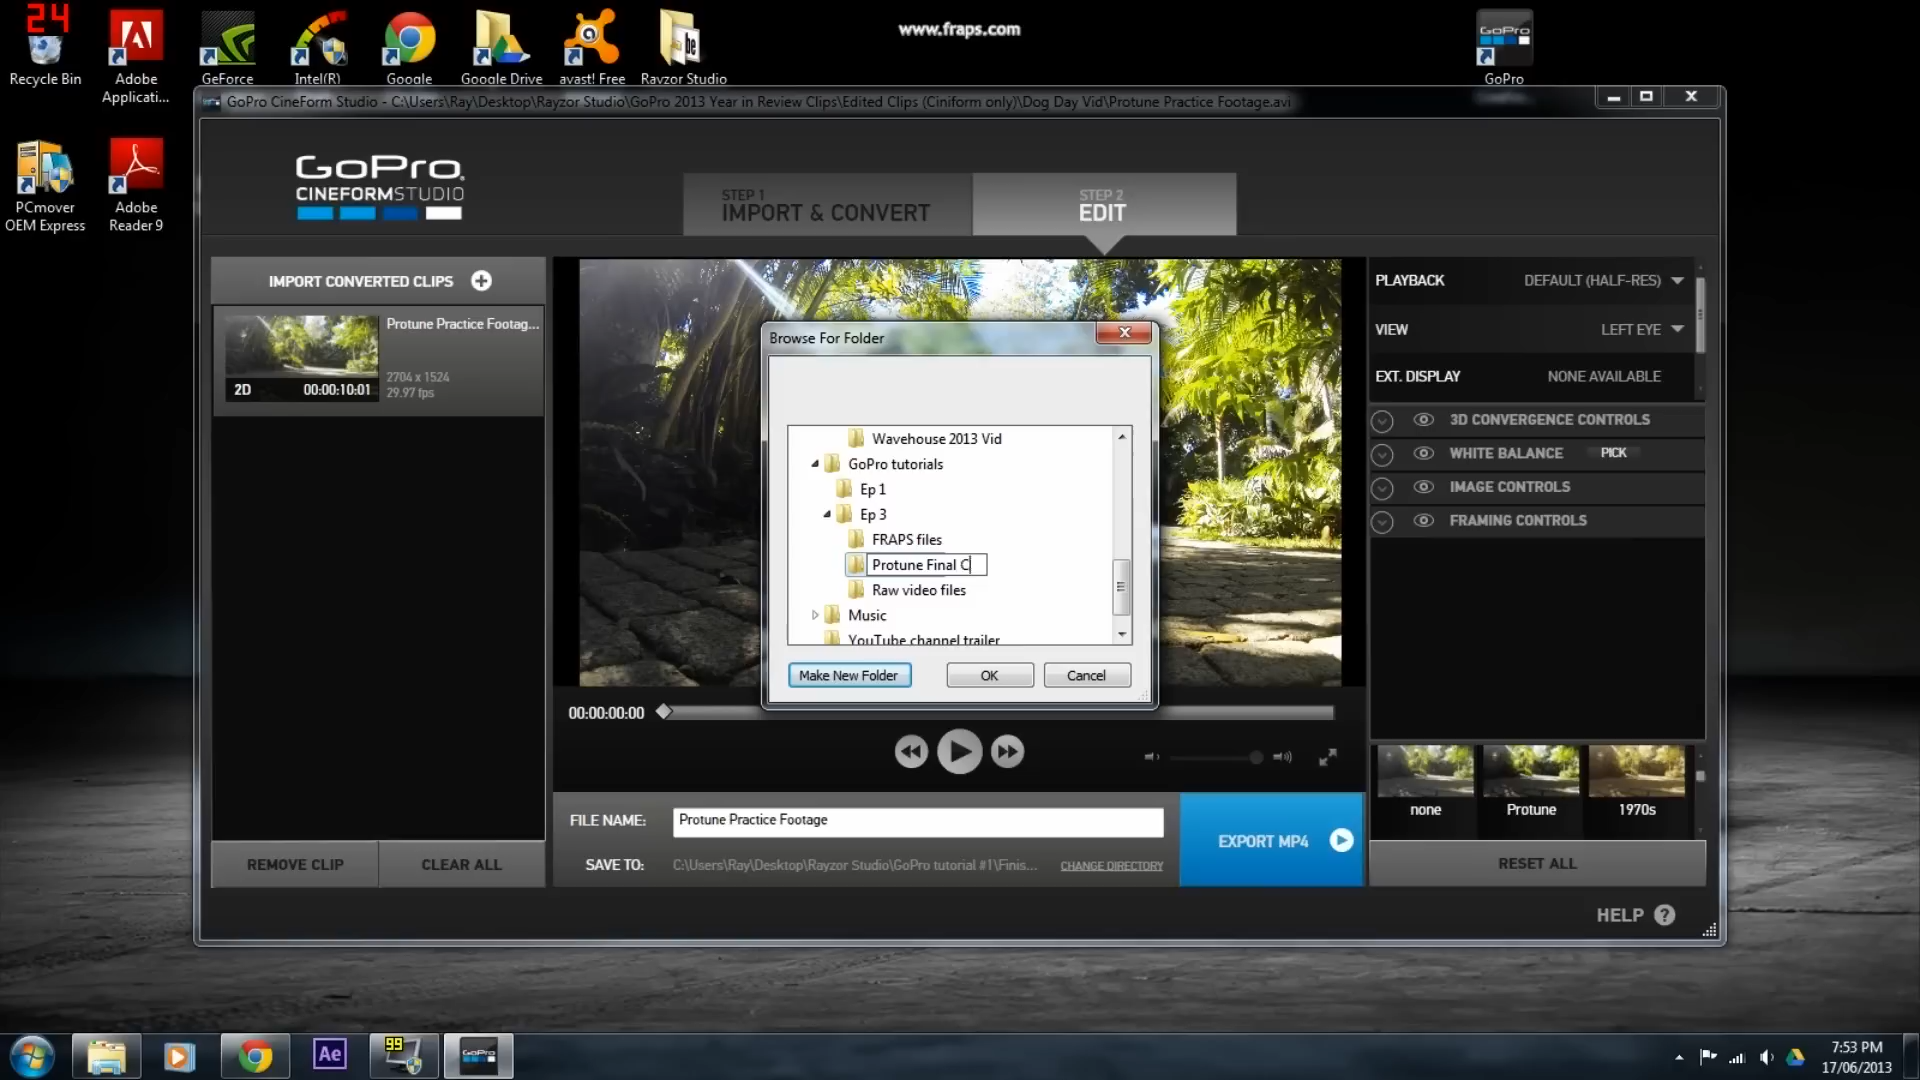 24
www.fraps.com
Recycle Bin
Adobe
Applicati...
GeForce
Intel(R)
Google
Google Drive
avast! Free
Rayzor Studio
be
GoPro
GoPro
PCmover
OEM Express
Adobe
Reader 9
GoPro CineForm Studio - C:\Users\Ray\Desktop\Rayzor Studio\GoPro 2013 Year in Review Clips\Edited Clips (Ciniform only)\Dog Day Vid\Protune Practice Footage.avi
GoPro
CINEFORMSTUDIO
STEP 1
IMPORT & CONVERT
STEP 2
EDIT
IMPORT CONVERTED CLIPS
Protune Practice Footag...
2704 x 1524
29.97 fps
2D 00:00:10:01
Browse For Folder
Wavehouse 2013 Vid
GoPro tutorials
Ep 1
Ep 3
FRAPS files
Protune Final C
Raw video files
Music
YouTube channel trailer
Make New Folder
OK
Cancel
PLAYBACK DEFAULT (HALF-RES)
VIEW LEFT EYE
EXT. DISPLAY NONE AVAILABLE
3D CONVERGENCE CONTROLS
WHITE BALANCE PICK
IMAGE CONTROLS
FRAMING CONTROLS
00:00:00:00
none
Protune
1970s
FILE NAME: Protune Practice Footage
SAVE TO: C:\Users\Ray\Desktop\Rayzor Studio\GoPro tutorial #1\Finis... CHANGE DIRECTORY
EXPORT MP4
REMOVE CLIP
CLEAR ALL
RESET ALL
HELP ?
Ae
99
GoPro
7:53 PM
17/06/2013